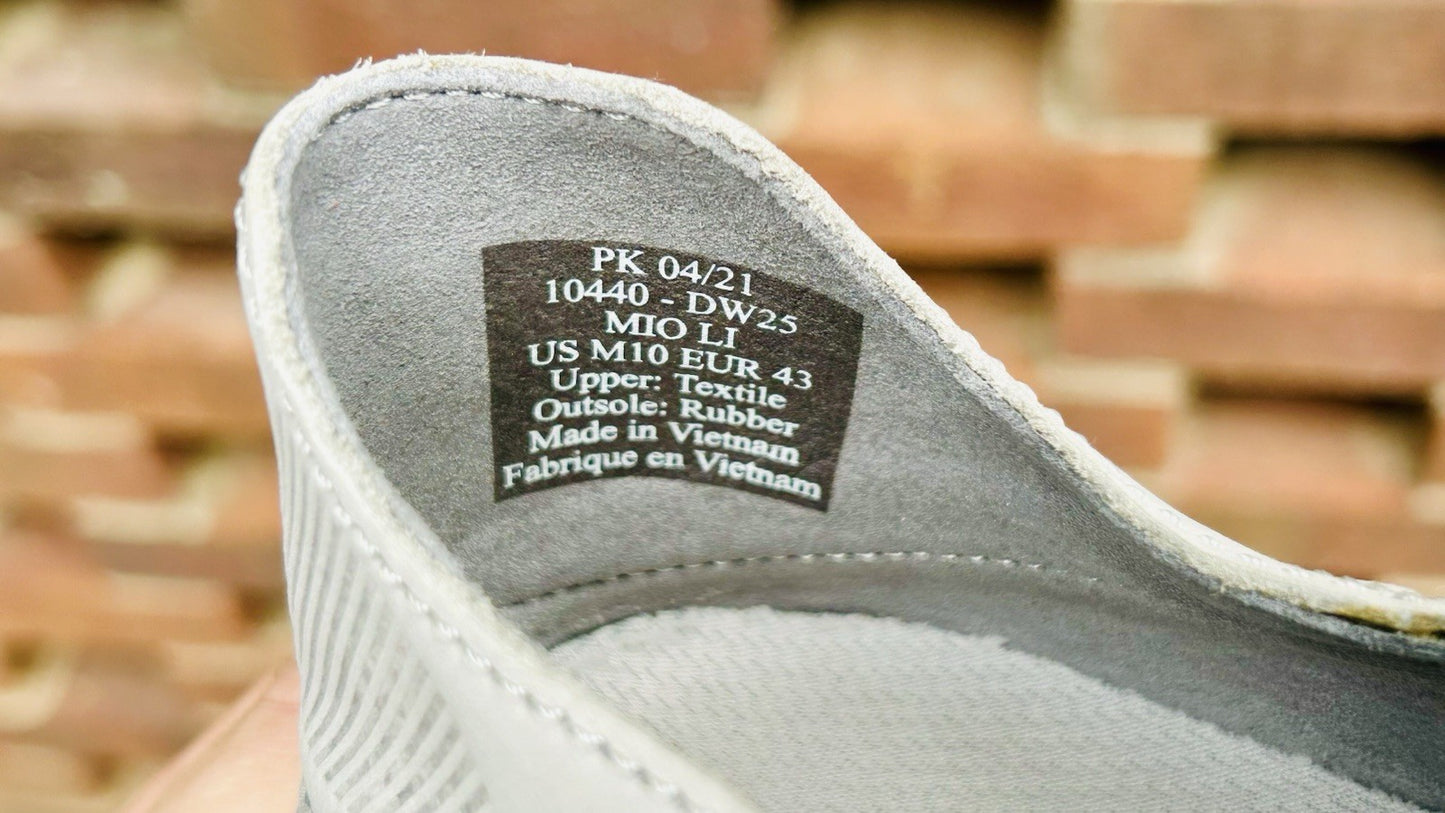 PK 04/21
10440 - DW25
MIO LI
US M10 EUR 43
Upper: Textile
Outsole: Rubber
Made in Vietnam
Fabrique en Vietnam